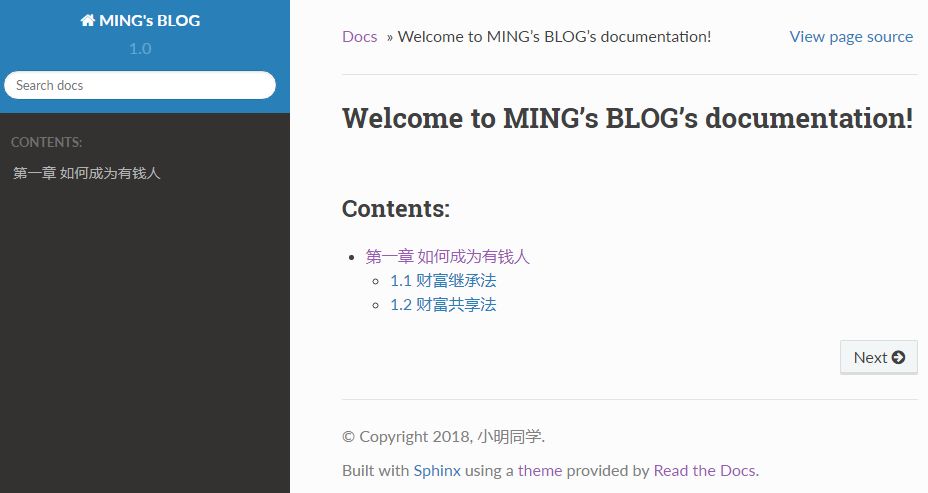 MING's BLOG
1.0
Search docs
CONTENTS:
第一章 如何成为有钱人
Docs » Welcome to MING’s BLOG’s documentation! View page source
Welcome to MING’s BLOG’s documentation!
Contents:
第一章 如何成为有钱人
1.1 财富继承法
1.2 财富共享法
Next
© Copyright 2018, 小明同学.
Built with Sphinx using a theme provided by Read the Docs.